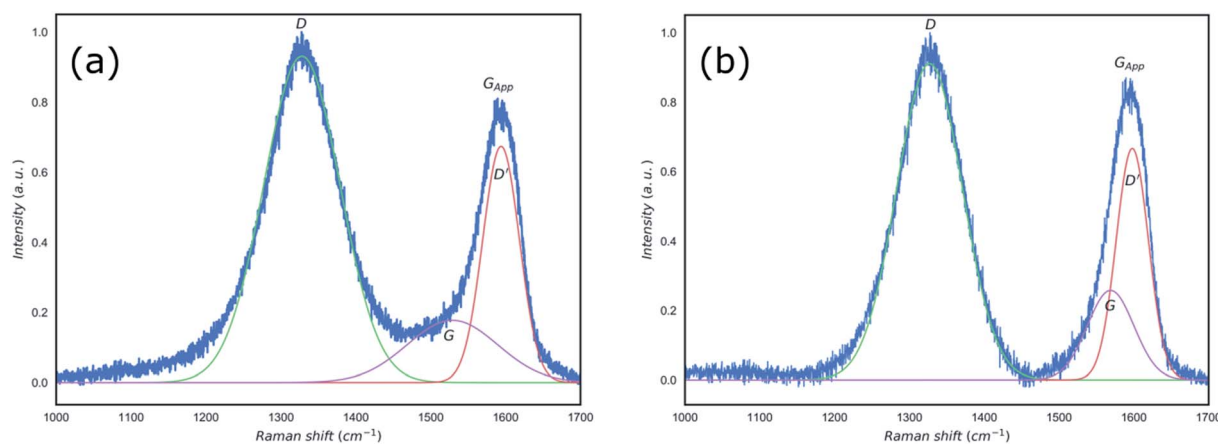 (a)
D
G_App
D'
G
1.0
0.8
0.6
0.4
0.2
0.0
Intensity (a.u.)
1000 1100 1200 1300 1400 1500 1600 1700
Raman shift (cm⁻¹)
(b)
D
G_App
D'
G
1.0
0.8
0.6
0.4
0.2
0.0
Intensity (a.u.)
1000 1100 1200 1300 1400 1500 1600 1700
Raman shift (cm⁻¹)